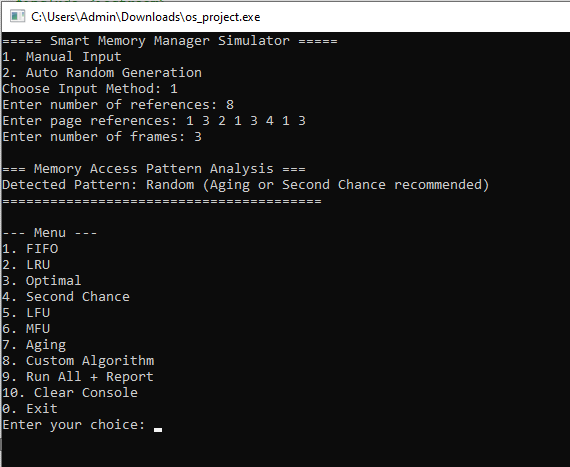 C:\Users\Admin\Downloads\os_project.exe
===== Smart Memory Manager Simulator =====
1. Manual Input
2. Auto Random Generation
Choose Input Method: 1
Enter number of references: 8
Enter page references: 1 3 2 1 3 4 1 3
Enter number of frames: 3
=== Memory Access Pattern Analysis ===
Detected Pattern: Random (Aging or Second Chance recommended)
========================================
--- Menu ---
1. FIFO
2. LRU
3. Optimal
4. Second Chance
5. LFU
6. MFU
7. Aging
8. Custom Algorithm
9. Run All + Report
10. Clear Console
0. Exit
Enter your choice: _